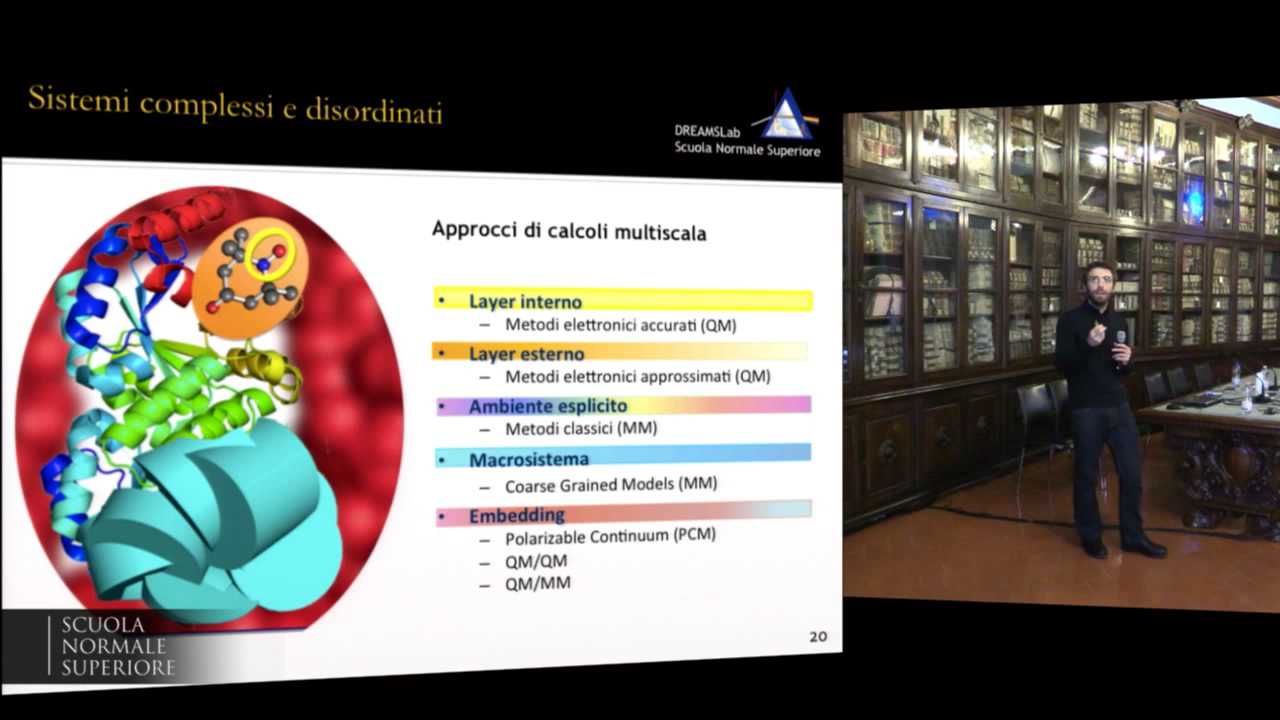 Sistemi complessi e disordinati
DREAMSLab
Scuola Normale Superiore
Approcci di calcoli multiscala
• Layer interno
– Metodi elettronici accurati (QM)
• Layer esterno
– Metodi elettronici approssimati (QM)
• Ambiente esplicito
– Metodi classici (MM)
• Macrosistema
– Coarse Grained Models (MM)
• Embedding
– Polarizable Continuum (PCM)
– QM/QM
– QM/MM
20
SCUOLA
NORMALE
SUPERIORE